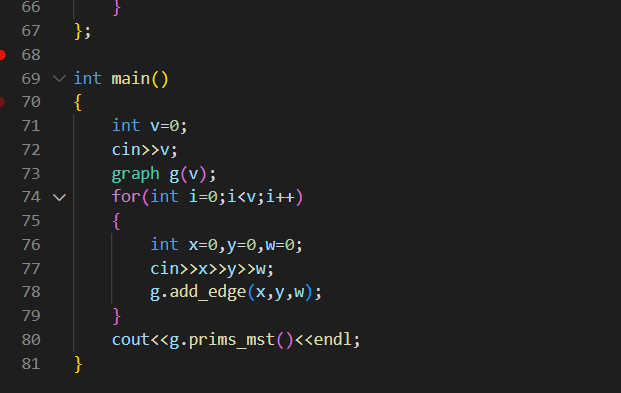 66 }
67 };
68
69 int main()
70 {
71 int v=0;
72 cin>>v;
73 graph g(v);
74 for(int i=0;i<v;i++)
75 {
76 int x=0,y=0,w=0;
77 cin>>x>>y>>w;
78 g.add_edge(x,y,w);
79 }
80 cout<<g.prims_mst()<<endl;
81 }